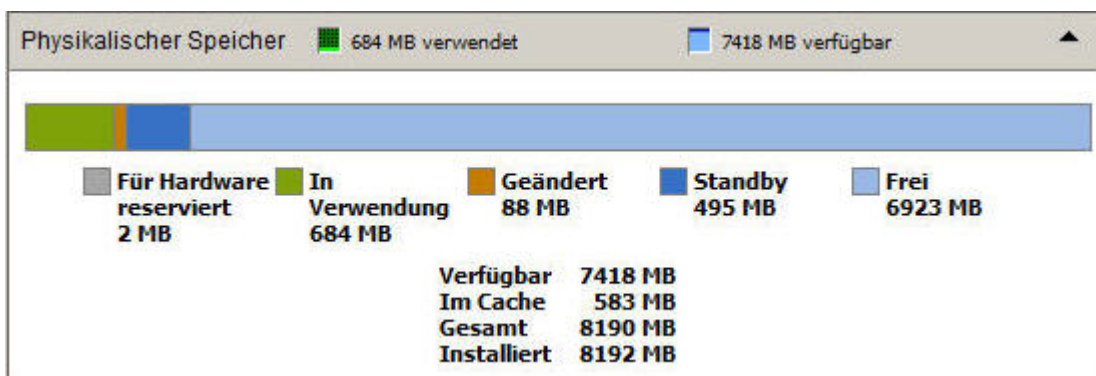 Physikalischer Speicher 684 MB verwendet 7418 MB verfügbar
Für Hardware reserviert 2 MB
In Verwendung 684 MB
Geändert 88 MB
Standby 495 MB
Frei 6923 MB
Verfügbar 7418 MB
Im Cache 583 MB
Gesamt 8190 MB
Installiert 8192 MB